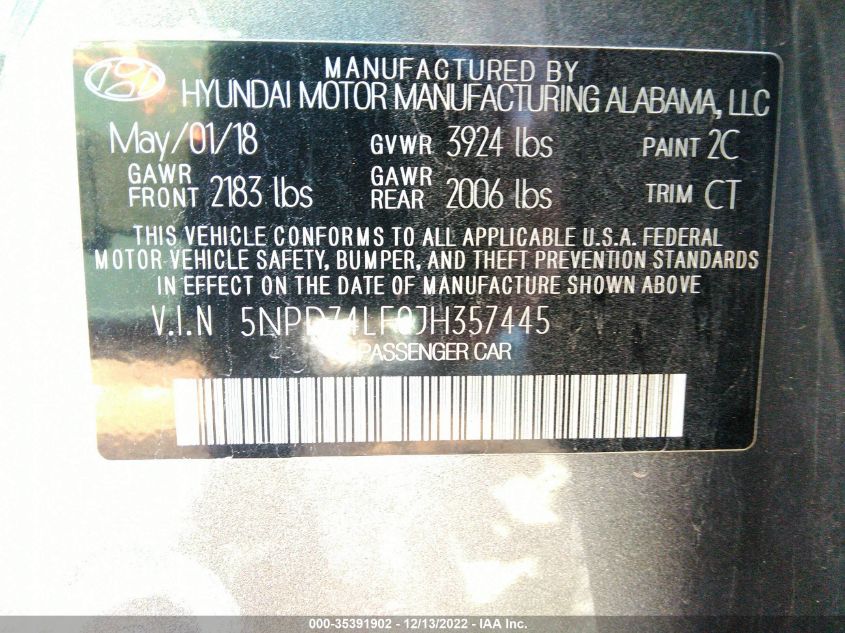 MANUFACTURED BY
HYUNDAI MOTOR MANUFACTURING ALABAMA, LLC
May/01/18 GVWR 3924 lbs PAINT 2C
GAWR FRONT 2183 lbs GAWR REAR 2006 lbs TRIM CT
THIS VEHICLE CONFORMS TO ALL APPLICABLE U.S.A. FEDERAL
MOTOR VEHICLE SAFETY, BUMPER, AND THEFT PREVENTION STANDARDS
IN EFFECT ON THE DATE OF MANUFACTURE SHOWN ABOVE.
V.I.N 5NPD74LF0JH357445
PASSENGER CAR
000-35391902 - 12/13/2022 - IAA Inc.